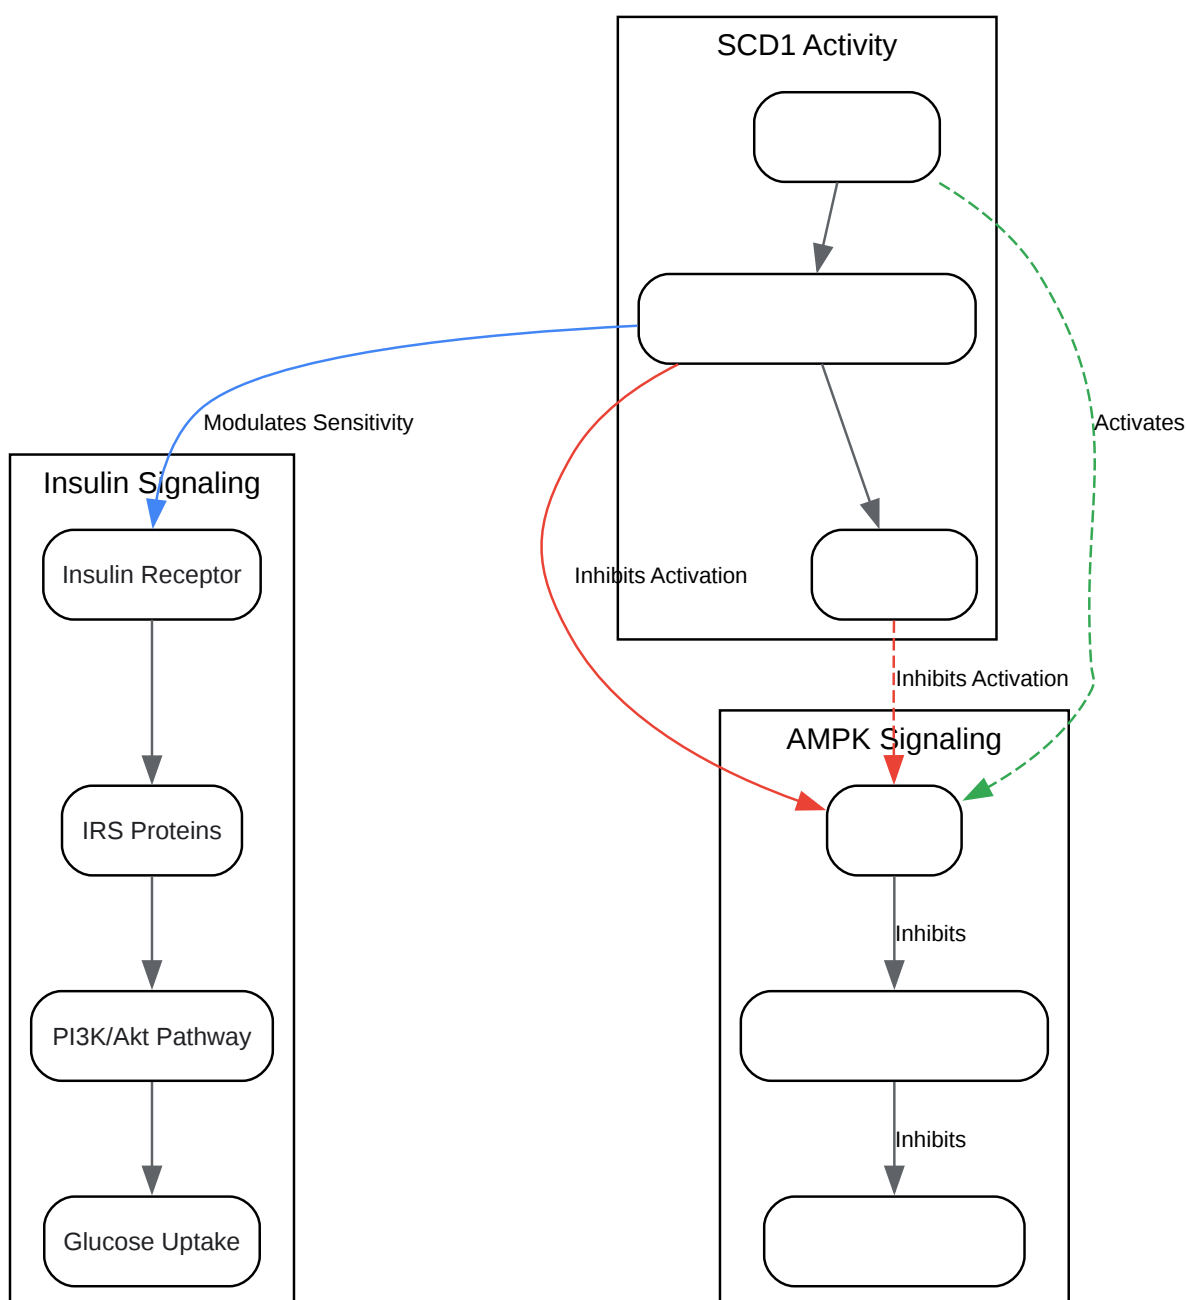 SCD1 Activity
Modulates Sensitivity
Activates
Insulin Signaling
Insulin Receptor
Inhibits Activation
Inhibits Activation
AMPK Signaling
IRS Proteins
Inhibits
PI3K/Akt Pathway
Inhibits
Glucose Uptake